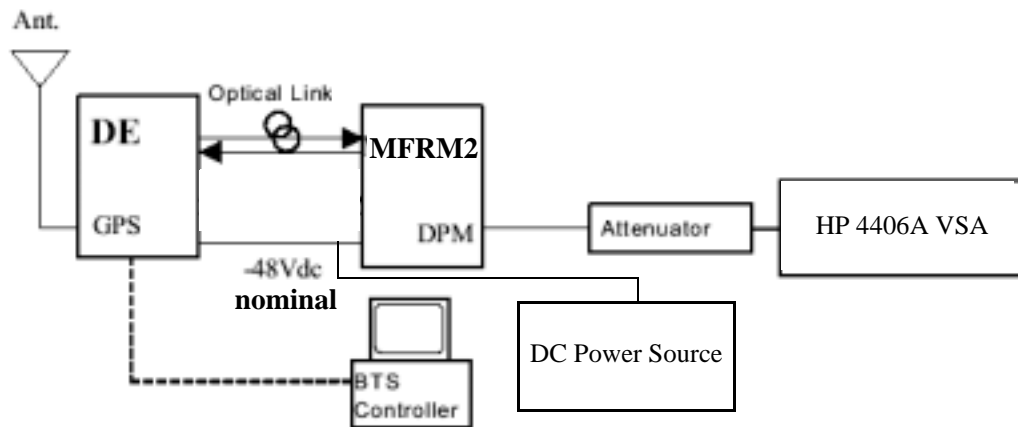 Ant.
Optical Link
DE
MFRM2
GPS
DPM
Attenuator
HP 4406A VSA
-48Vdc
nominal
DC Power Source
BTS
Controller